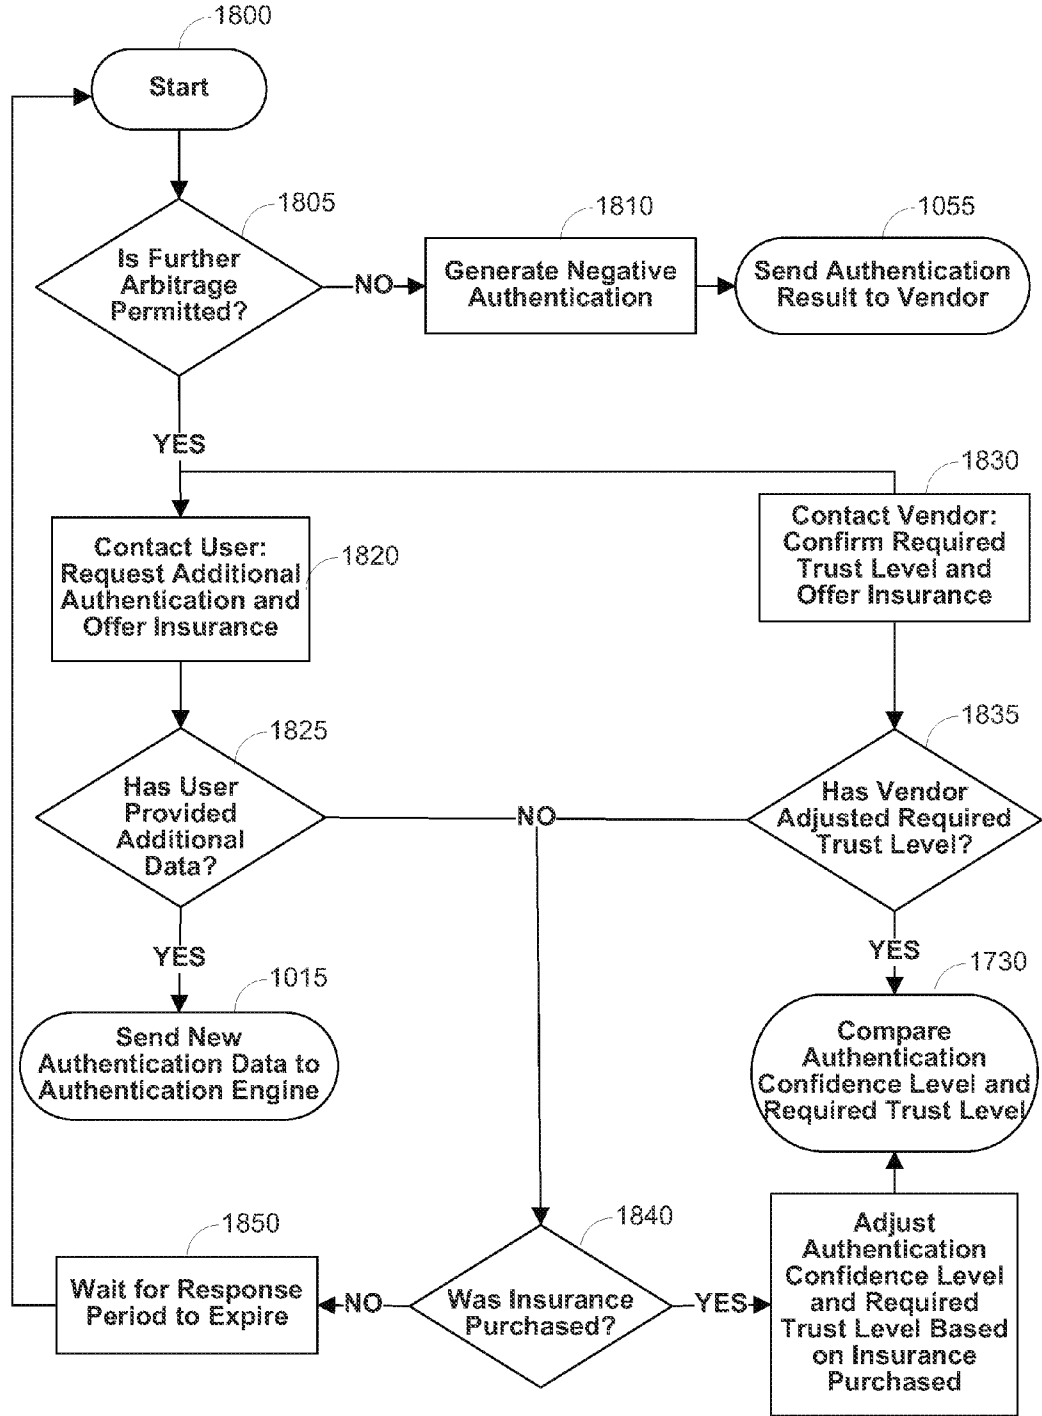 1800
Start
1805
Is Further
Arbitrage
Permitted?
NO
1810
Generate Negative
Authentication
1055
Send Authentication
Result to Vendor
YES
Contact User:
Request Additional
Authentication and
Offer Insurance
1820
1830
Contact Vendor:
Confirm Required
Trust Level and
Offer Insurance
1825
Has User
Provided
Additional
Data?
NO
1835
Has Vendor
Adjusted Required
Trust Level?
YES
1015
Send New
Authentication Data to
Authentication Engine
YES
1730
Compare
Authentication
Confidence Level and
Required Trust Level
1850
Wait for Response
Period to Expire
NO
1840
Was Insurance
Purchased?
YES
Adjust
Authentication
Confidence Level
and Required
Trust Level Based
on Insurance
Purchased